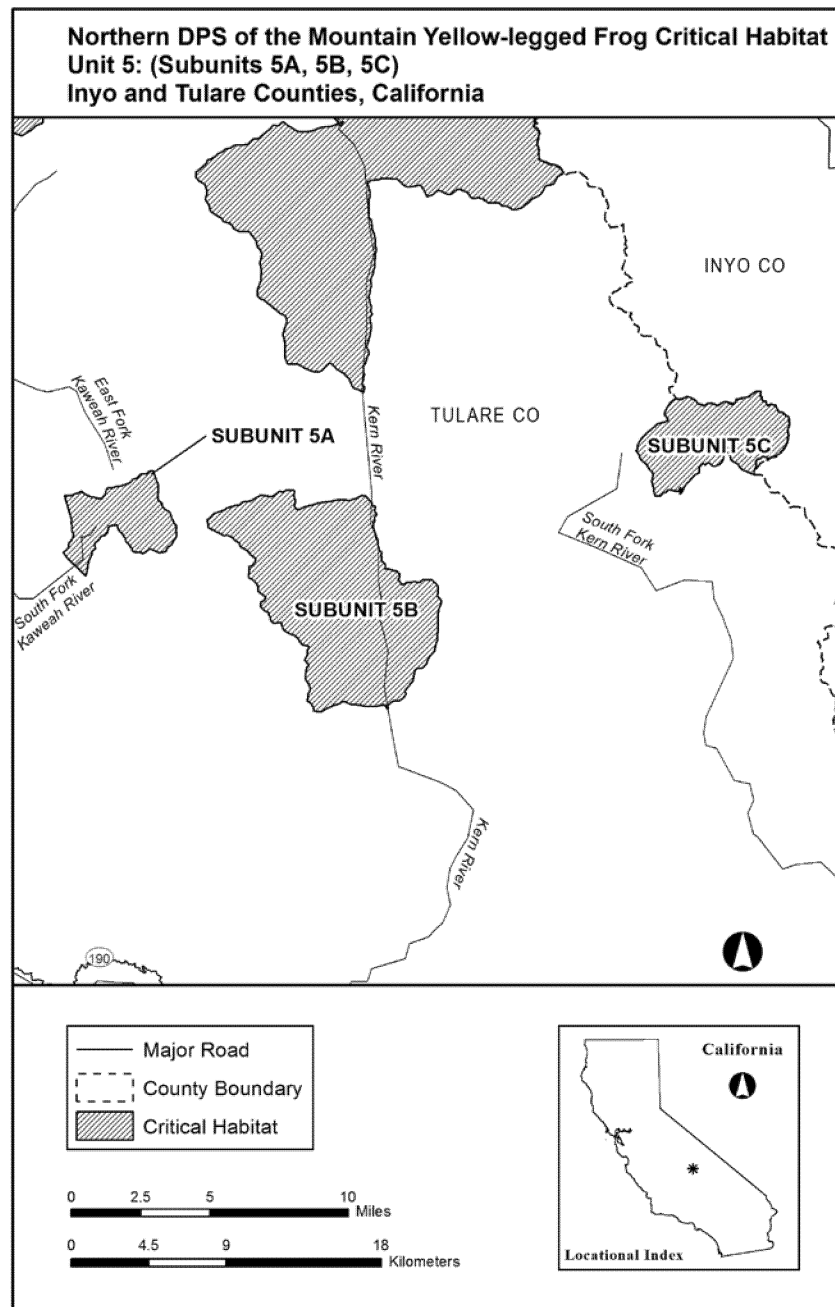 Northern DPS of the Mountain Yellow-legged Frog Critical Habitat
Unit 5: (Subunits 5A, 5B, 5C)
Inyo and Tulare Counties, California
INYO CO
TULARE CO
East Fork
Kaweah River
SUBUNIT 5A
Kern River
SUBUNIT 5C
South Fork
Kern River
South Fork
Kaweah River
SUBUNIT 5B
Kern River
190
Major Road
County Boundary
Critical Habitat
0 2.5 5 10
Miles
0 4.5 9 18
Kilometers
California
Locational Index